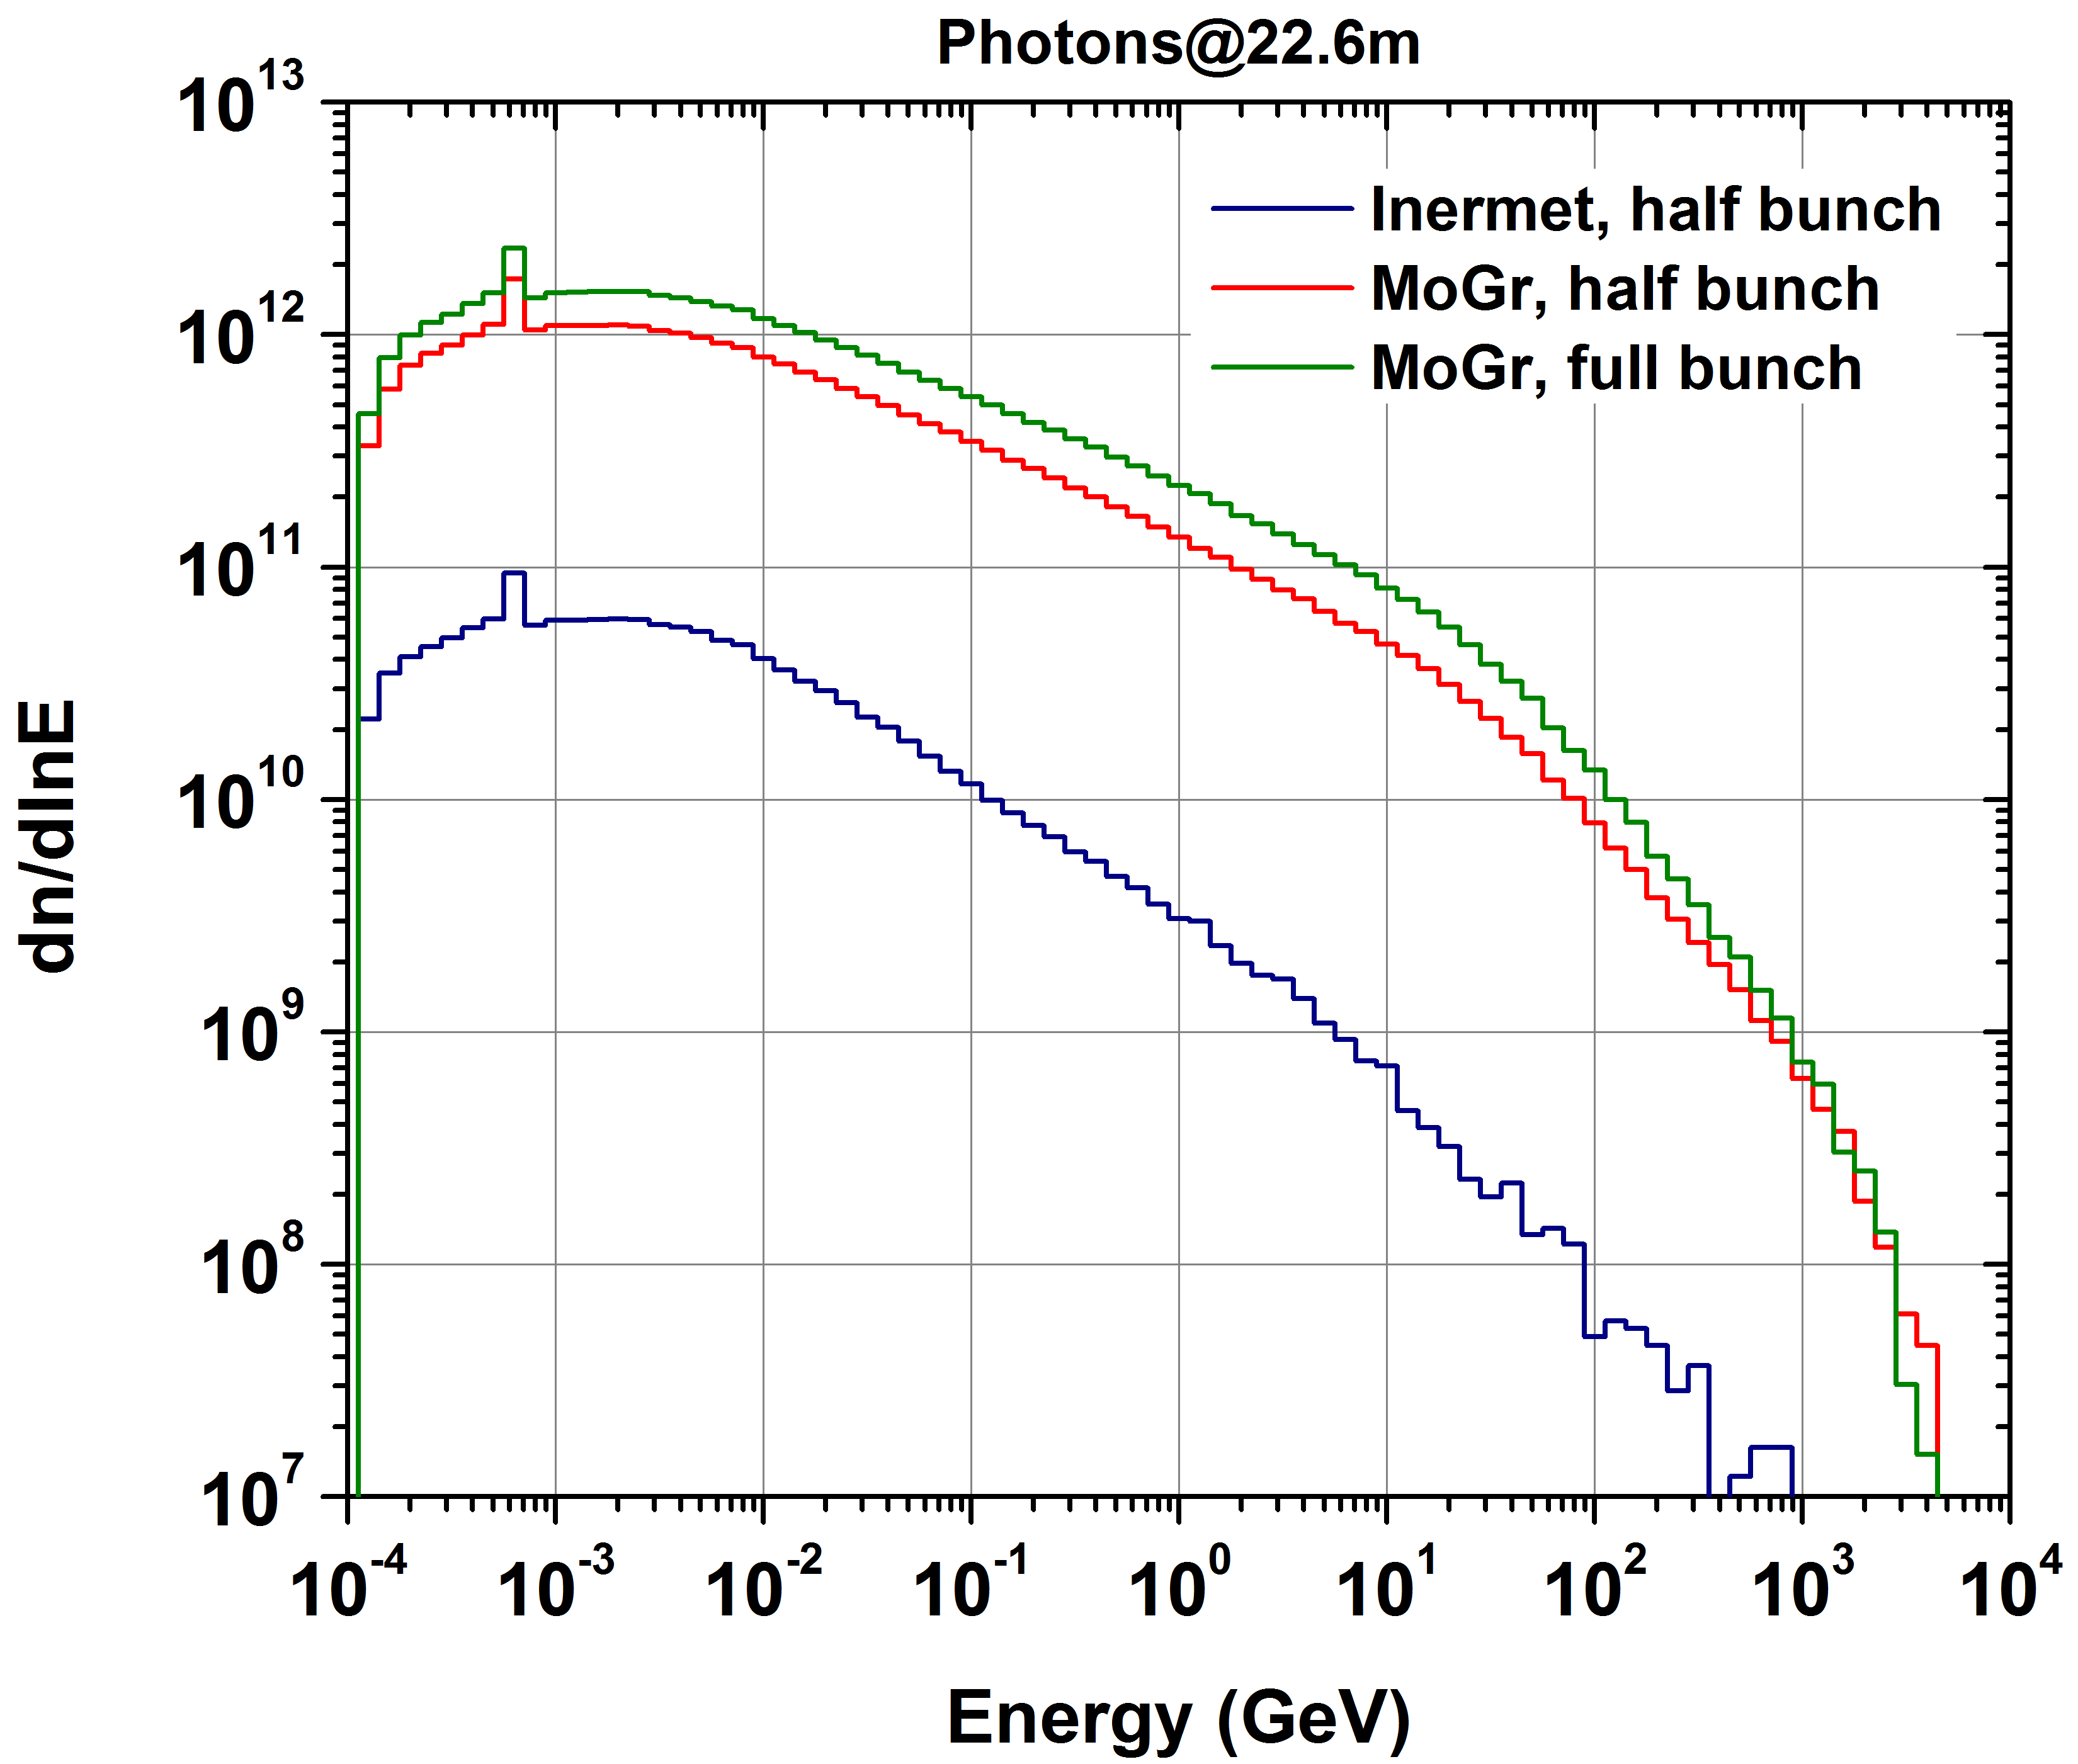 Photons@22.6m
10^13
10^12
10^11
10^10
10^9
10^8
10^7
dn/dlnE
Inermet, half bunch
MoGr, half bunch
MoGr, full bunch
10^-4 10^-3 10^-2 10^-1 10^0 10^1 10^2 10^3 10^4
Energy (GeV)